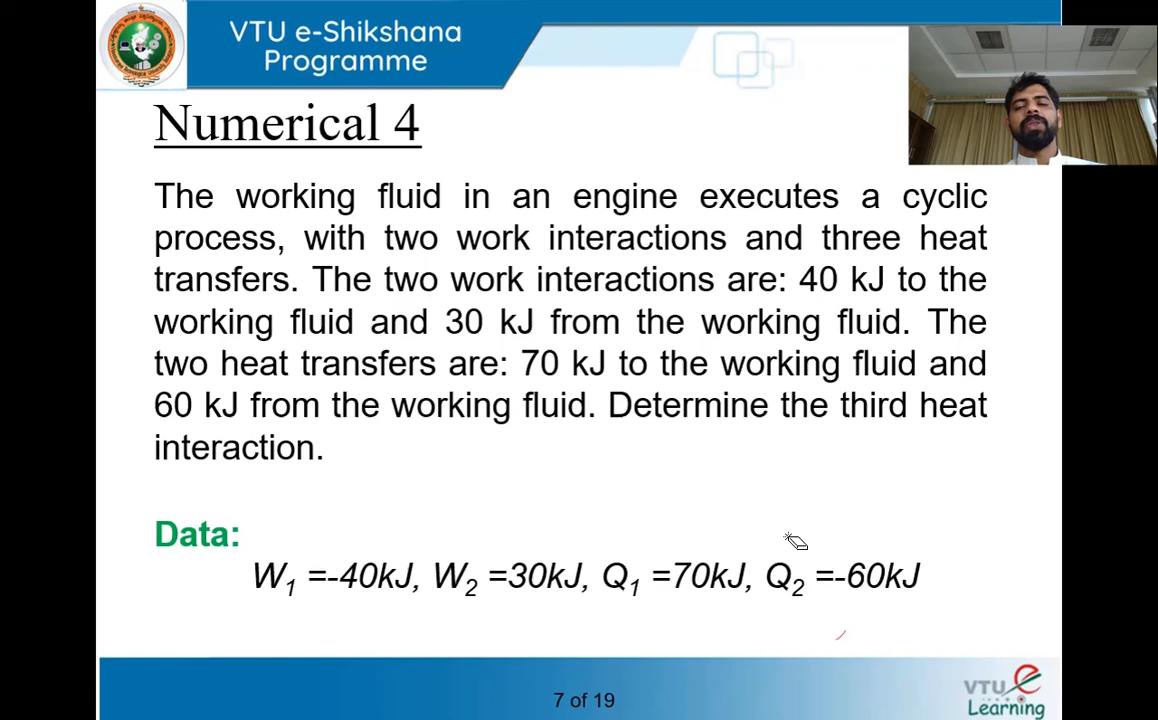 VTU e-Shikshana
Programme
Numerical 4
The working fluid in an engine executes a cyclic
process, with two work interactions and three heat
transfers. The two work interactions are: 40 kJ to the
working fluid and 30 kJ from the working fluid. The
two heat transfers are: 70 kJ to the working fluid and
60 kJ from the working fluid. Determine the third heat
interaction.
Data:
W₁ =-40kJ, W₂ =30kJ, Q₁ =70kJ, Q₂ =-60kJ
7 of 19
VTU e
Learning